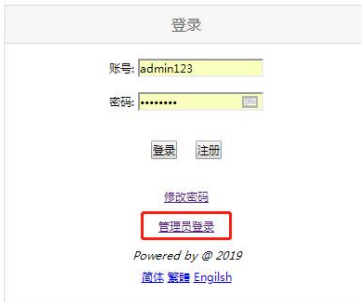 登录
账号: admin123
密码: ••••••••
登录 注册
修改密码
管理员登录
Powered by @ 2019
简体 繁體 Engilsh